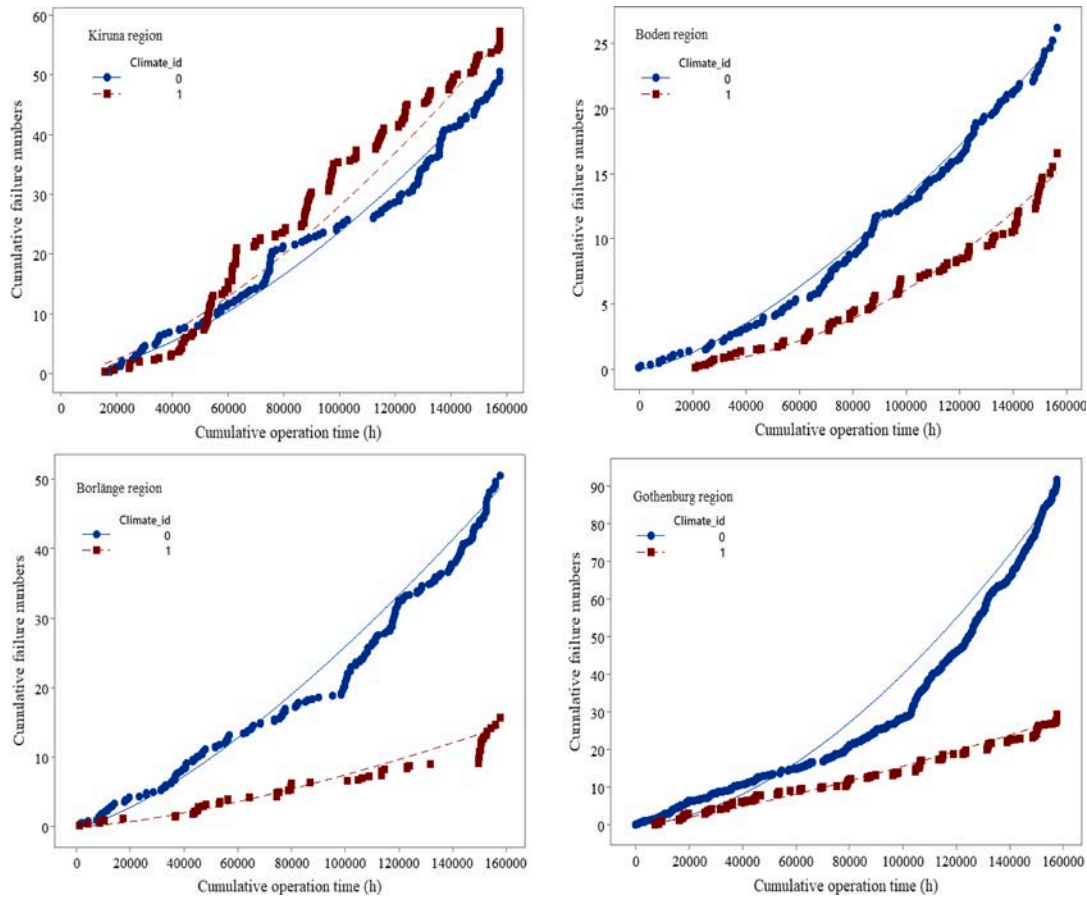 Kiruna region
Climate_id
0
1
Cumulative failure numbers
60
50
40
30
20
10
0
0 20000 40000 60000 80000 100000 120000 140000 160000
Cumulative operation time (h)
Boden region
Climate_id
0
1
Cumulative failure numbers
25
20
15
10
5
0
0 20000 40000 60000 80000 100000 120000 140000 160000
Cumulative operation time (h)
Borlänge region
Climate_id
0
1
Cumulative failure numbers
50
40
30
20
10
0
0 20000 40000 60000 80000 100000 120000 140000 160000
Cumulative operation time (h)
Gothenburg region
Climate_id
0
1
Cumulative failure numbers
90
80
70
60
50
40
30
20
10
0
0 20000 40000 60000 80000 100000 120000 140000 160000
Cumulative operation time (h)